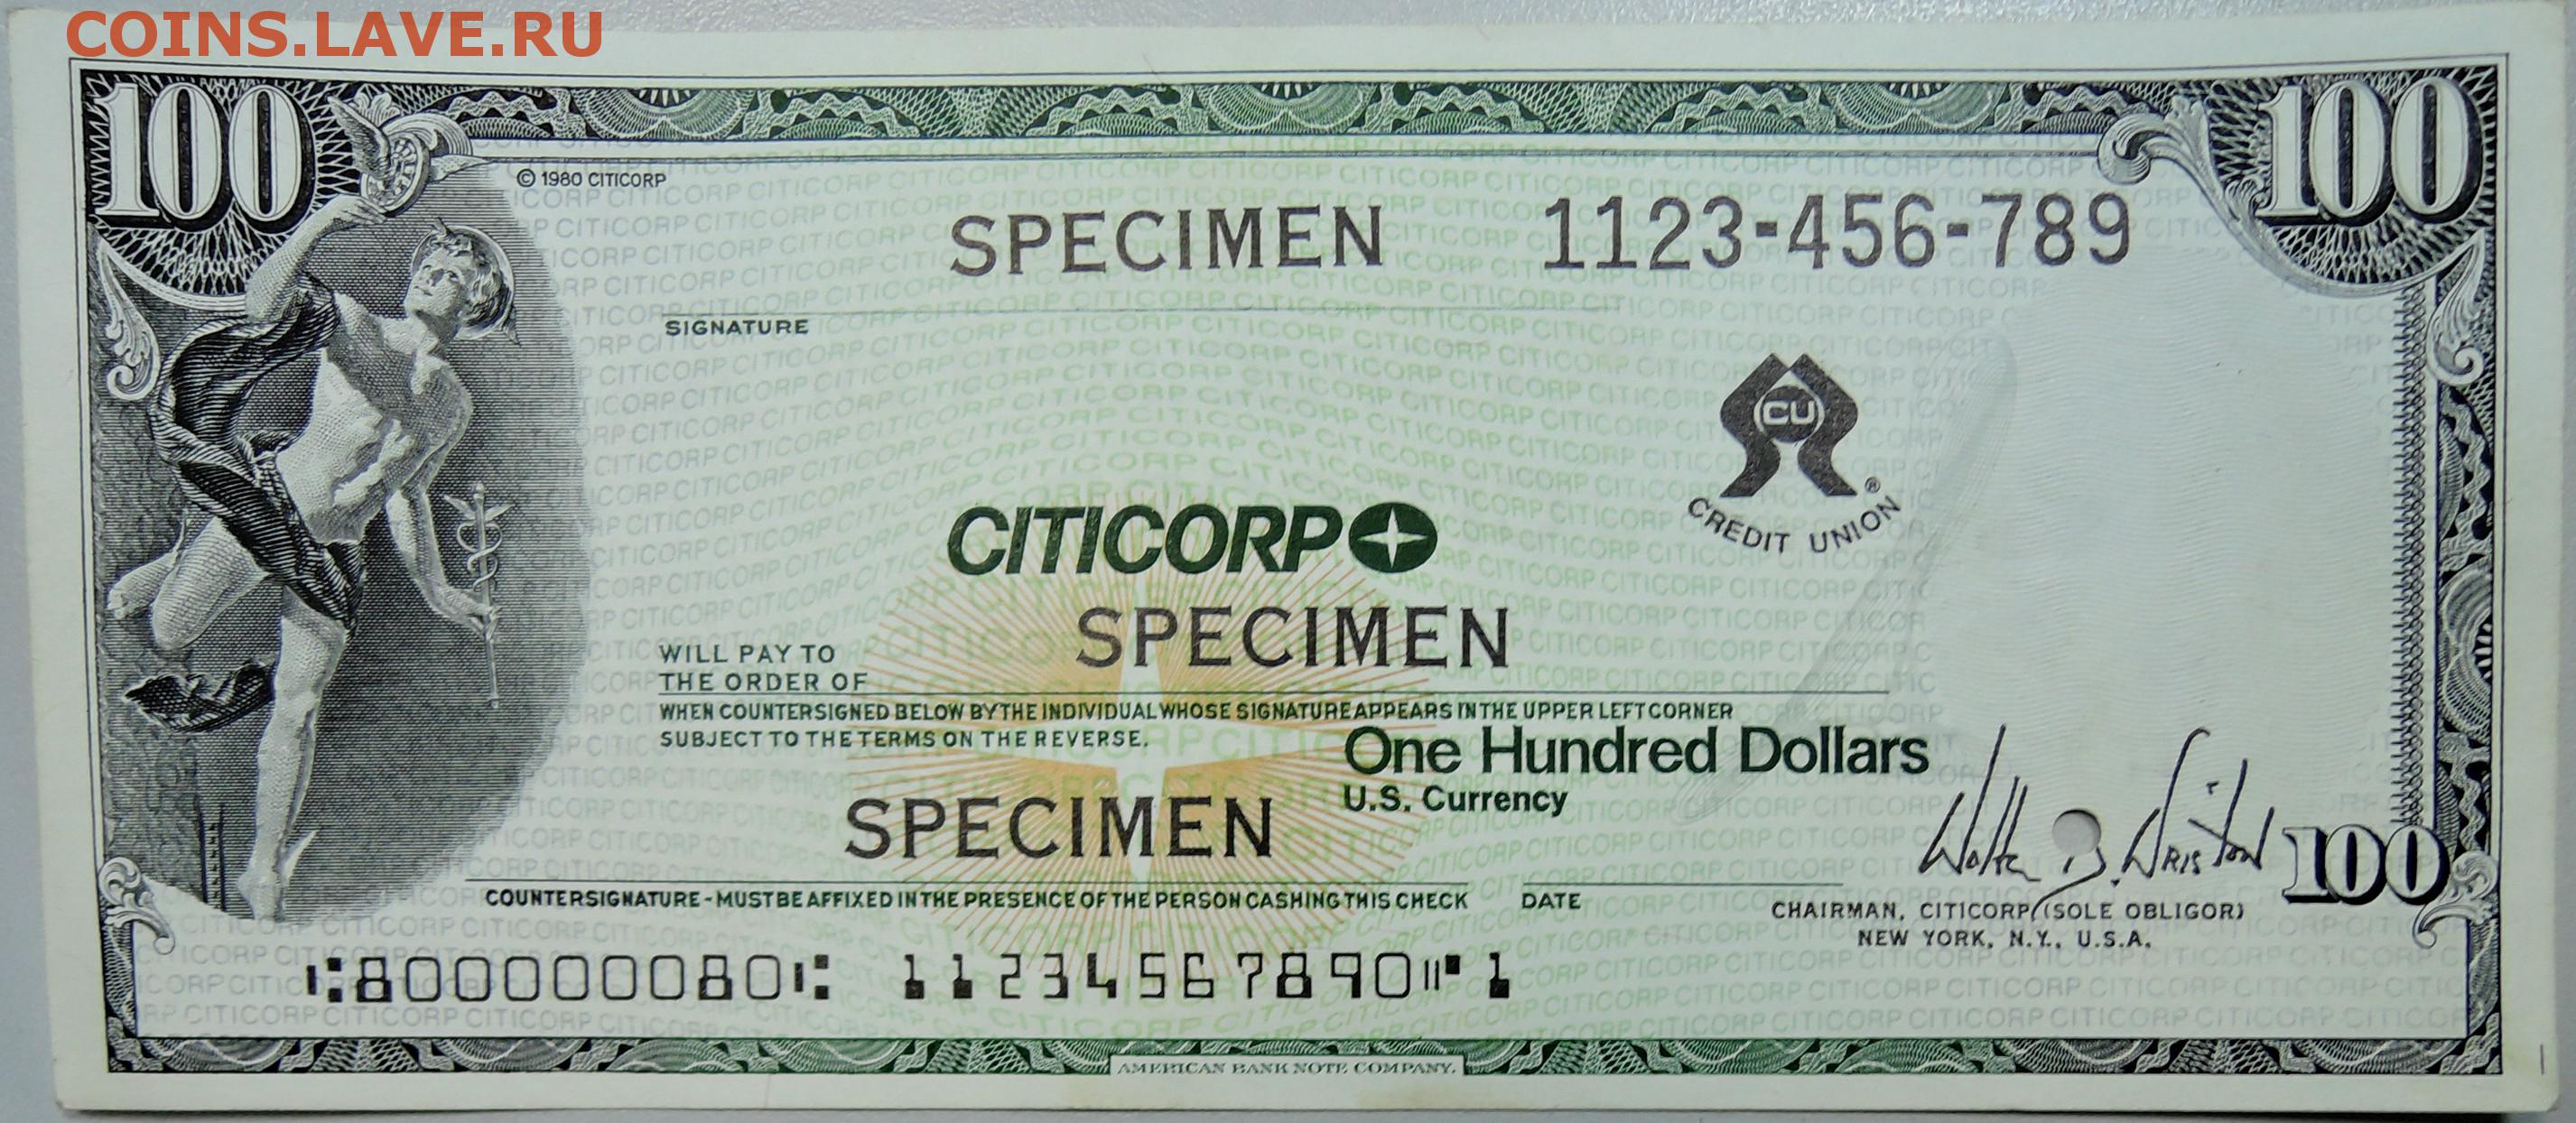 COINS.LAVE.RU
100
100
© 1980 CITICORP
SPECIMEN 1123-456-789
SIGNATURE
CU
CREDIT UNION®
CITICORP
SPECIMEN
WILL PAY TO
THE ORDER OF
WHEN COUNTERSIGNED BELOW BY THE INDIVIDUAL WHOSE SIGNATURE APPEARS IN THE UPPER LEFT CORNER
SUBJECT TO THE TERMS ON THE REVERSE.
One Hundred Dollars
U.S. Currency
SPECIMEN
Walter B. Wriston
100
COUNTERSIGNATURE - MUST BE AFFIXED IN THE PRESENCE OF THE PERSON CASHING THIS CHECK DATE
CHAIRMAN, CITICORP (SOLE OBLIGOR)
NEW YORK, N.Y., U.S.A.
⑆800000080⑆ 11234567890⑈ 1
AMERICAN BANK NOTE COMPANY.